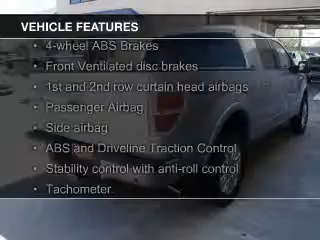 VEHICLE FEATURES
• 4-wheel ABS Brakes
• Front Ventilated disc brakes
• 1st and 2nd row curtain head airbags
• Passenger Airbag
• Side airbag
• ABS and Driveline Traction Control
• Stability control with anti-roll control
• Tachometer